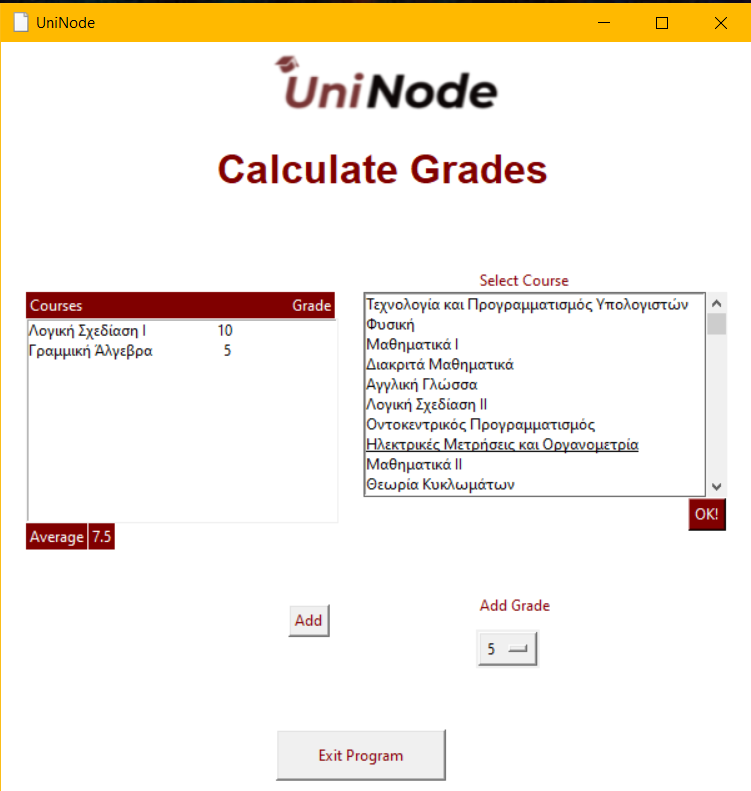 UniNode
UniNode
Calculate Grades
Select Course
Courses Grade
Λογική Σχεδίαση Ι 10
Γραμμική Άλγεβρα 5
Τεχνολογία και Προγραμματισμός Υπολογιστών
Φυσική
Μαθηματικά Ι
Διακριτά Μαθηματικά
Αγγλική Γλώσσα
Λογική Σχεδίαση ΙΙ
Οντοκεντρικός Προγραμματισμός
Ηλεκτρικές Μετρήσεις και Οργανομετρία
Μαθηματικά ΙΙ
Θεωρία Κυκλωμάτων
OK!
Average 7.5
Add Grade
Add
5
Exit Program